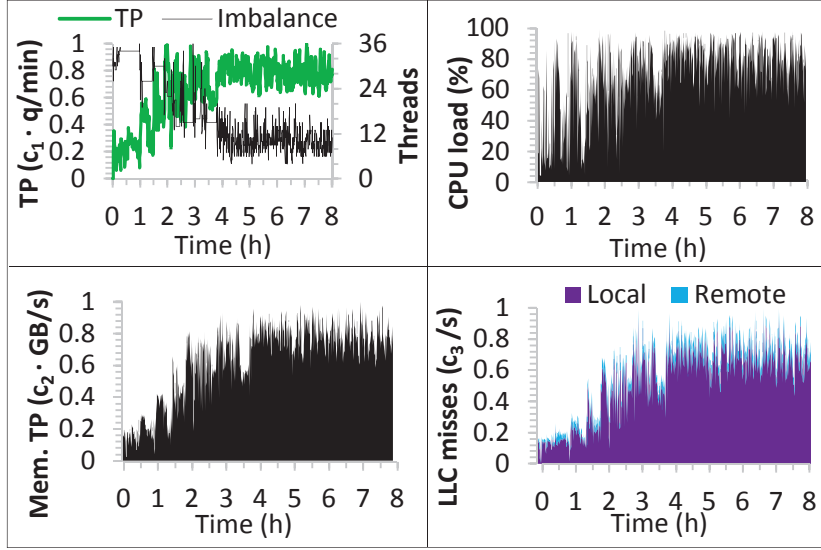 TP Imbalance
1 36
0.8 28
0.6 20
0.4 12
0.2 4
0
TP (c₁ · q/min)
Threads
0 1 2 3 4 5 6 7 8
Time (h)
100
80
60
40
20
0
CPU load (%)
0 1 2 3 4 5 6 7 8
Time (h)
1
0.8
0.6
0.4
0.2
0
Mem. TP (c₂ · GB/s)
0 1 2 3 4 5 6 7 8
Time (h)
Local Remote
1
0.8
0.6
0.4
0.2
0
LLC misses (c₃/s)
0 1 2 3 4 5 6 7 8
Time (h)